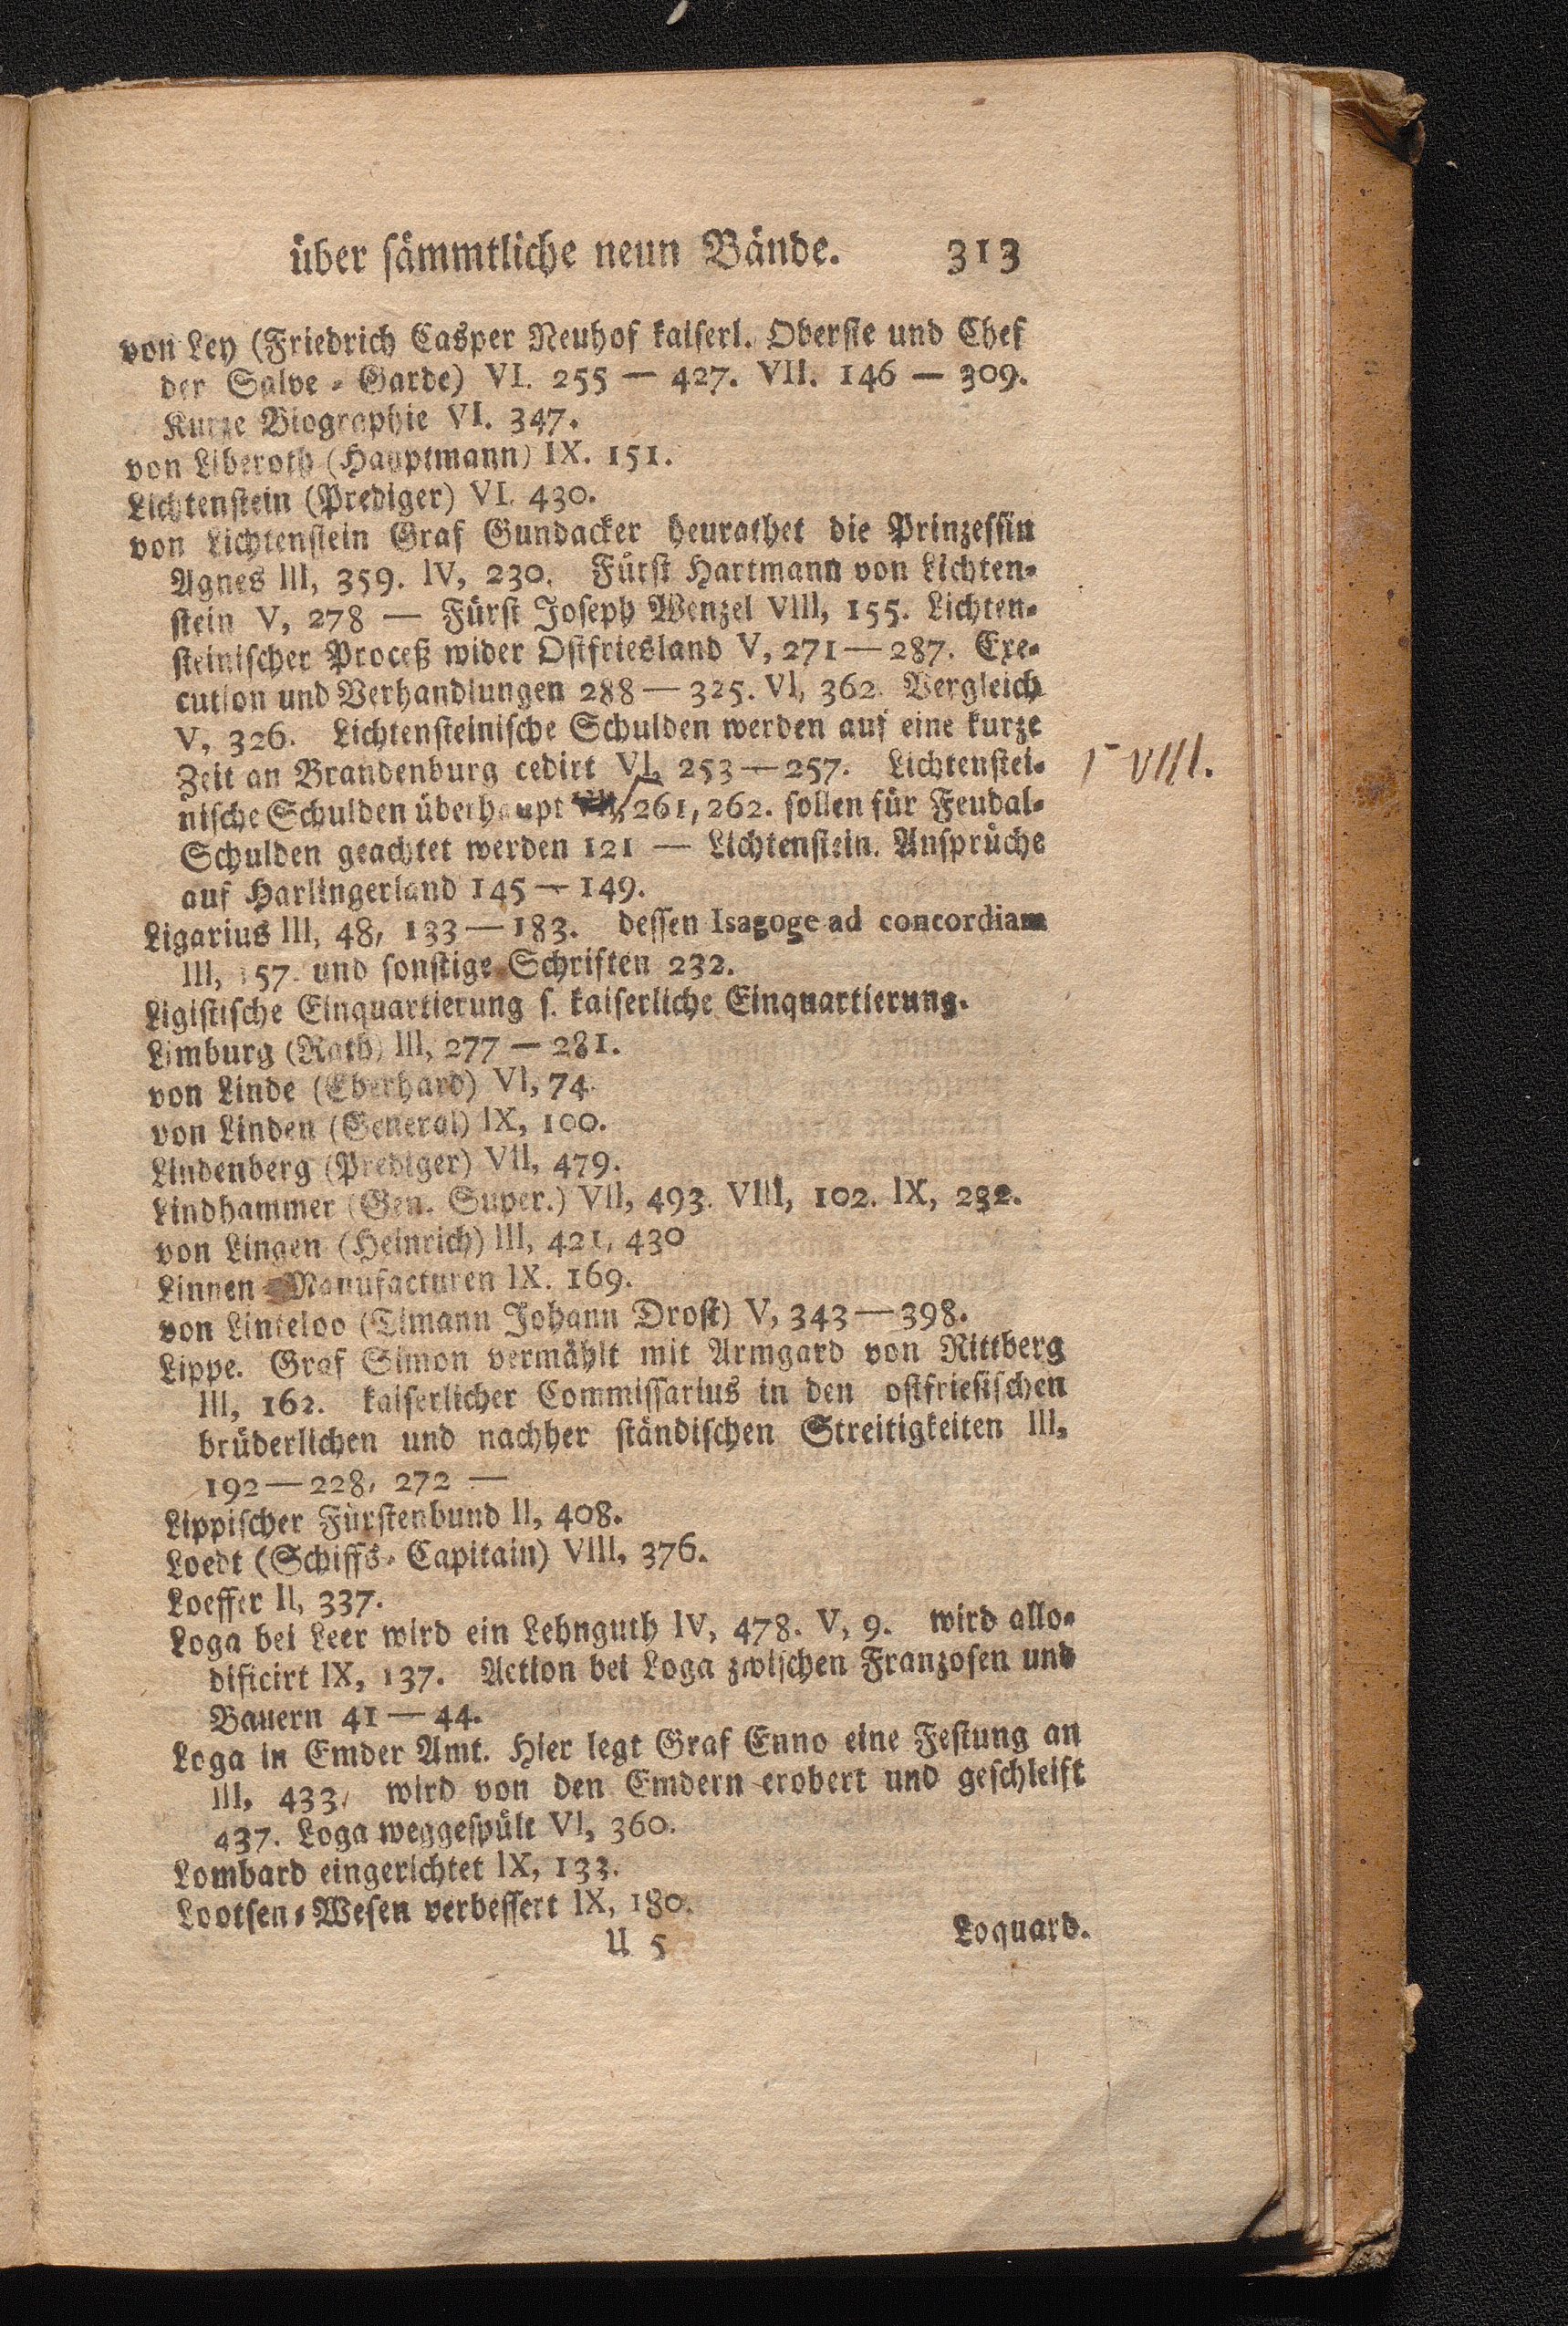 über sämmtliche neun Bände. 313
von Ley (Friedrich Casper Neuhof kaiserl. Oberste und Chef
der Salve-Garde) VI. 255 — 427. VII. 146 — 309.
Kurze Biographie VI. 347.
von Liberoth (Hauptmann) IX. 151.
Lichtenstein (Prediger) VI. 430.
von Lichtenstein Graf Gundacker heurathet die Prinzessin
Agnes III, 359. IV, 230. Fürst Hartmann von Lichten-
stein V, 278 — Fürst Joseph Wenzel VIII, 155. Lichten-
steinischer Proceß wider Ostfriesland V, 271 — 287. Exe-
cution und Verhandlungen 288 — 325. VI, 362. Vergleich
V, 326. Lichtensteinische Schulden werden auf eine kurze
Zeit an Brandenburg cedirt VI, 253 — 257. Lichtenstei-
nische Schulden überhaupt 261, 262. sollen für Feudal-
Γ VIII.
Schulden geachtet werden 121 — Lichtenstein. Ansprüche
auf Harlingerland 145 — 149.
Ligarius III, 48, 133 — 183. dessen Isagoge ad concordiam
III, 157. und sonstige Schriften 232.
Ligistische Einquartierung s. kaiserliche Einquartierung.
Limburg (Rath) III, 277 — 281.
von Linde (Eberhard) VI, 74.
von Linden (General) IX, 100.
Lindenberg (Prediger) VII, 479.
Lindhammer (Gen. Super.) VII, 493. VIII, 102. IX, 232.
von Lingen (Heinrich) III, 421, 430
Linnen-Manufacturen IX. 169.
von Linteloo (Timann Johann Drost) V, 343 — 398.
Lippe. Graf Simon vermählt mit Armgard von Rittberg
III, 162. kaiserlicher Commissarius in den ostfriesischen
brüderlichen und nachher ständischen Streitigkeiten III,
192 — 228, 272 —
Lippischer Fürstenbund II, 408.
Loedt (Schiffs-Capitain) VIII, 376.
Loeffer II, 337.
Loga bei Leer wird ein Lehnguth IV, 478. V, 9. wird allo-
dificirt IX, 137. Action bei Loga zwischen Franzosen und
Bauern 41 — 44.
Loga in Emder Amt. Hier legt Graf Enno eine Festung an
III, 433, wird von den Emdern erobert und geschleift
437. Loga weggespült VI, 360.
Lombard eingerichtet IX, 133.
Lootsen-Wesen verbessert IX, 180.
U 5 Loquard.